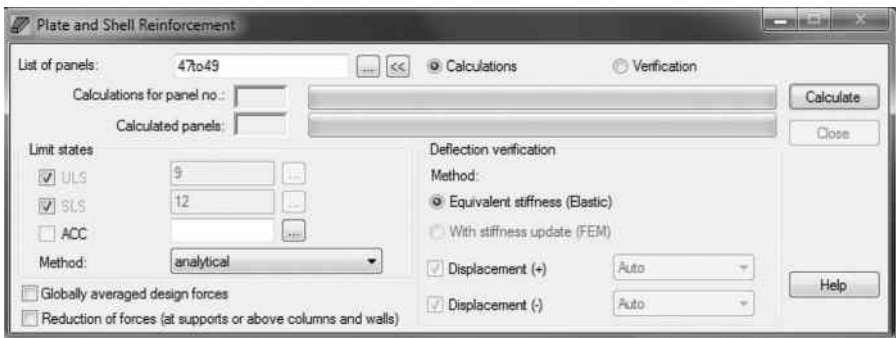 Plate and Shell Reinforcement
List of panels: 47to49 ... << Calculations Verification
Calculations for panel no.: Calculate
Calculated panels: Close
Limit states
ULS 9 ...
SLS 12 ...
ACC ...
Method: analytical
Globally averaged design forces
Reduction of forces (at supports or above columns and walls)
Deflection verification
Method:
Equivalent stiffness (Elastic)
With stiffness update (FEM)
Displacement (+) Auto
Displacement (-) Auto
Help